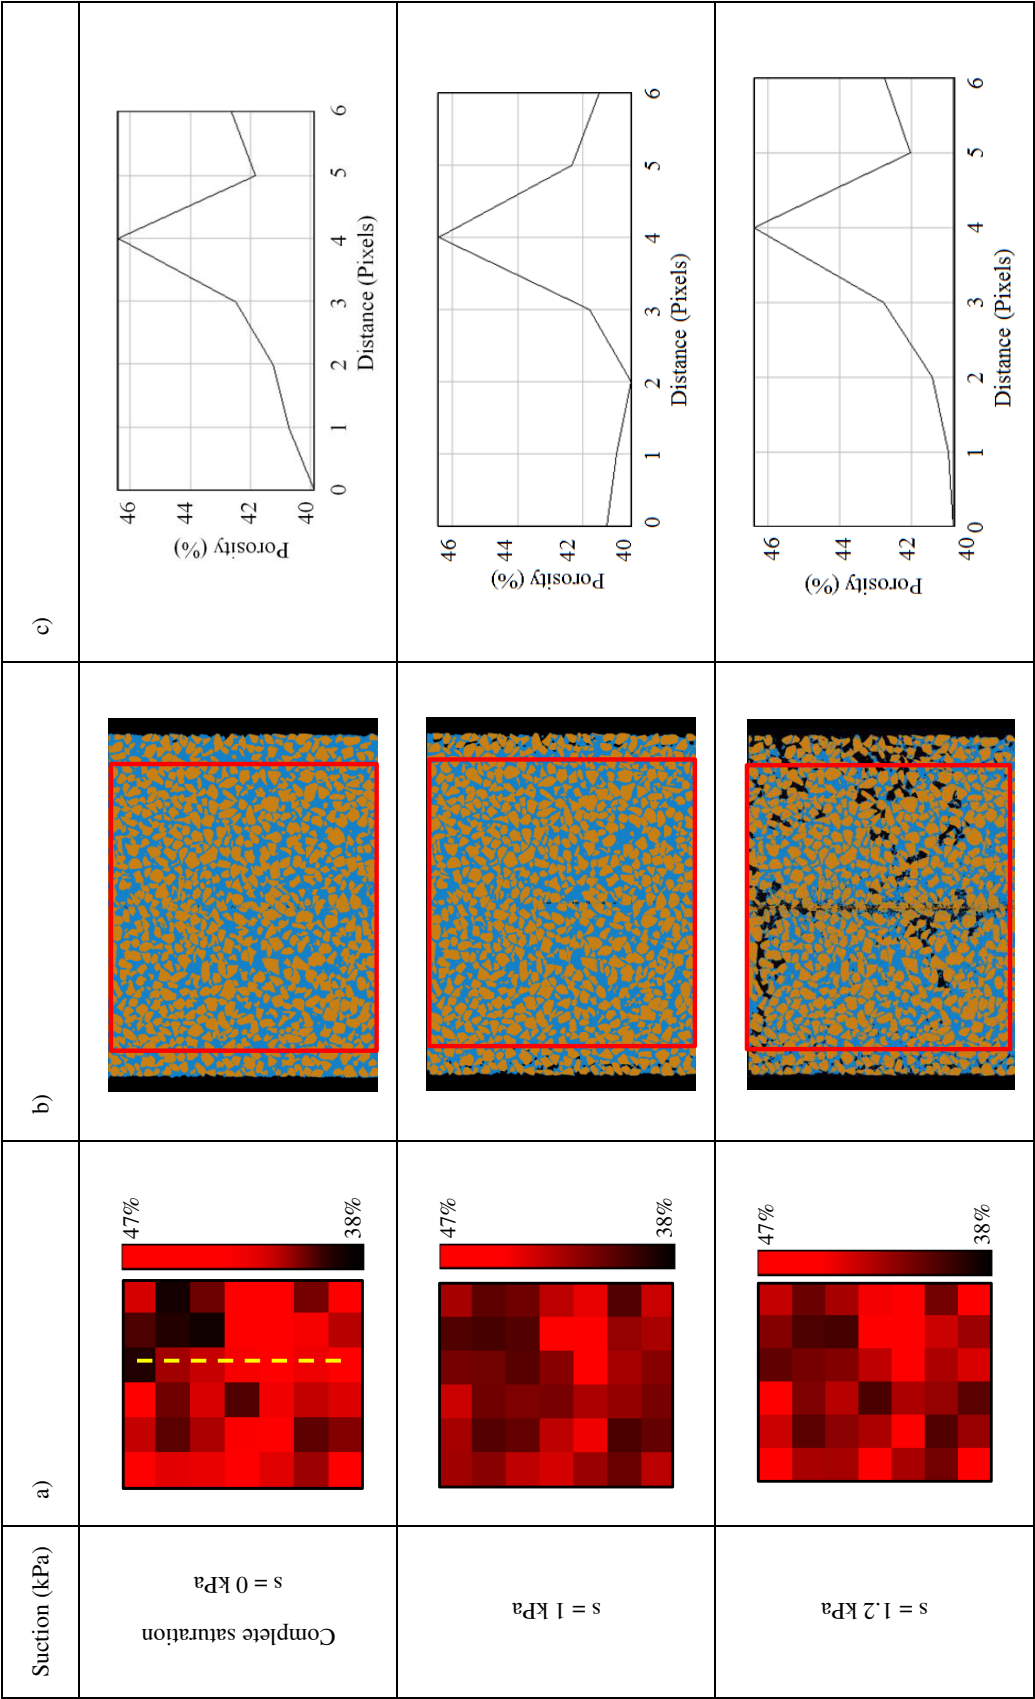 Suction (kPa)
a)
b)
c)
Complete saturation
s = 0 kPa
47%
38%
Porosity (%)
46
44
42
40
0 1 2 3 4 5 6
Distance (Pixels)
s = 1 kPa
47%
38%
Porosity (%)
46
44
42
40
0 1 2 3 4 5 6
Distance (Pixels)
s = 1.2 kPa
47%
38%
Porosity (%)
46
44
42
40
0 1 2 3 4 5 6
Distance (Pixels)